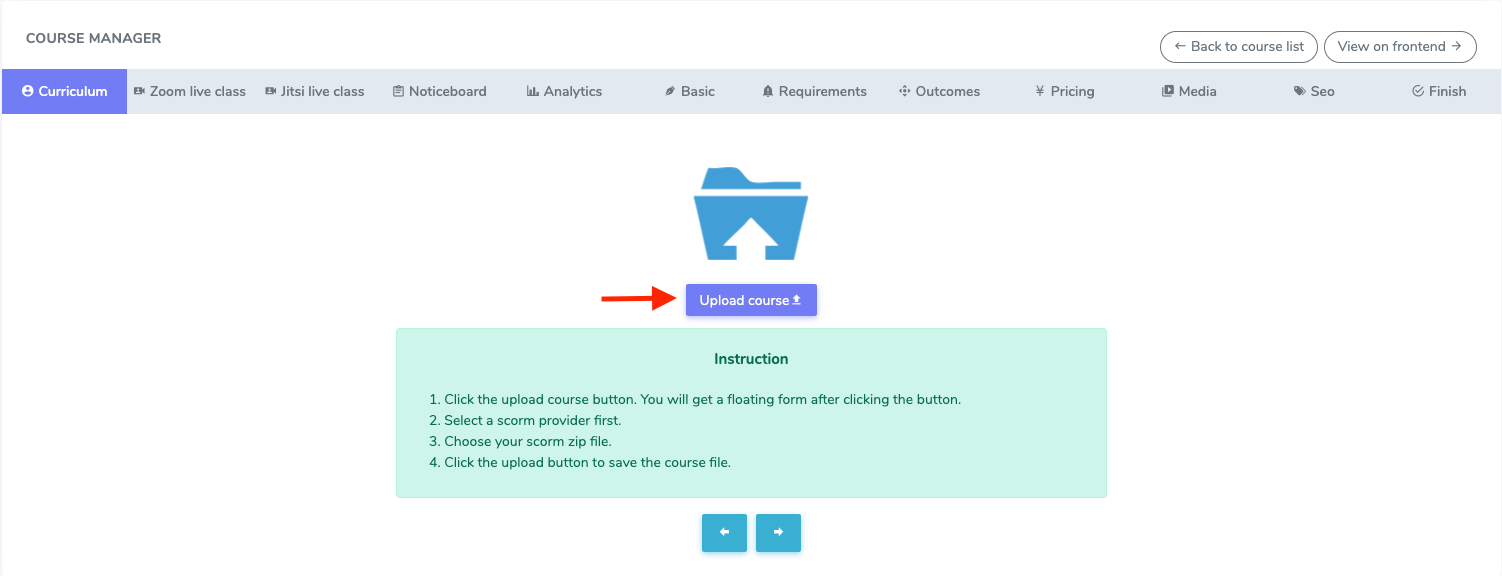 COURSE MANAGER
Back to course list
View on frontend
Curriculum
Zoom live class
Jitsi live class
Noticeboard
Analytics
Basic
Requirements
Outcomes
¥ Pricing
Media
Seo
Finish
Upload course
Instruction
1. Click the upload course button. You will get a floating form after clicking the button.
2. Select a scorm provider first.
3. Choose your scorm zip file.
4. Click the upload button to save the course file.